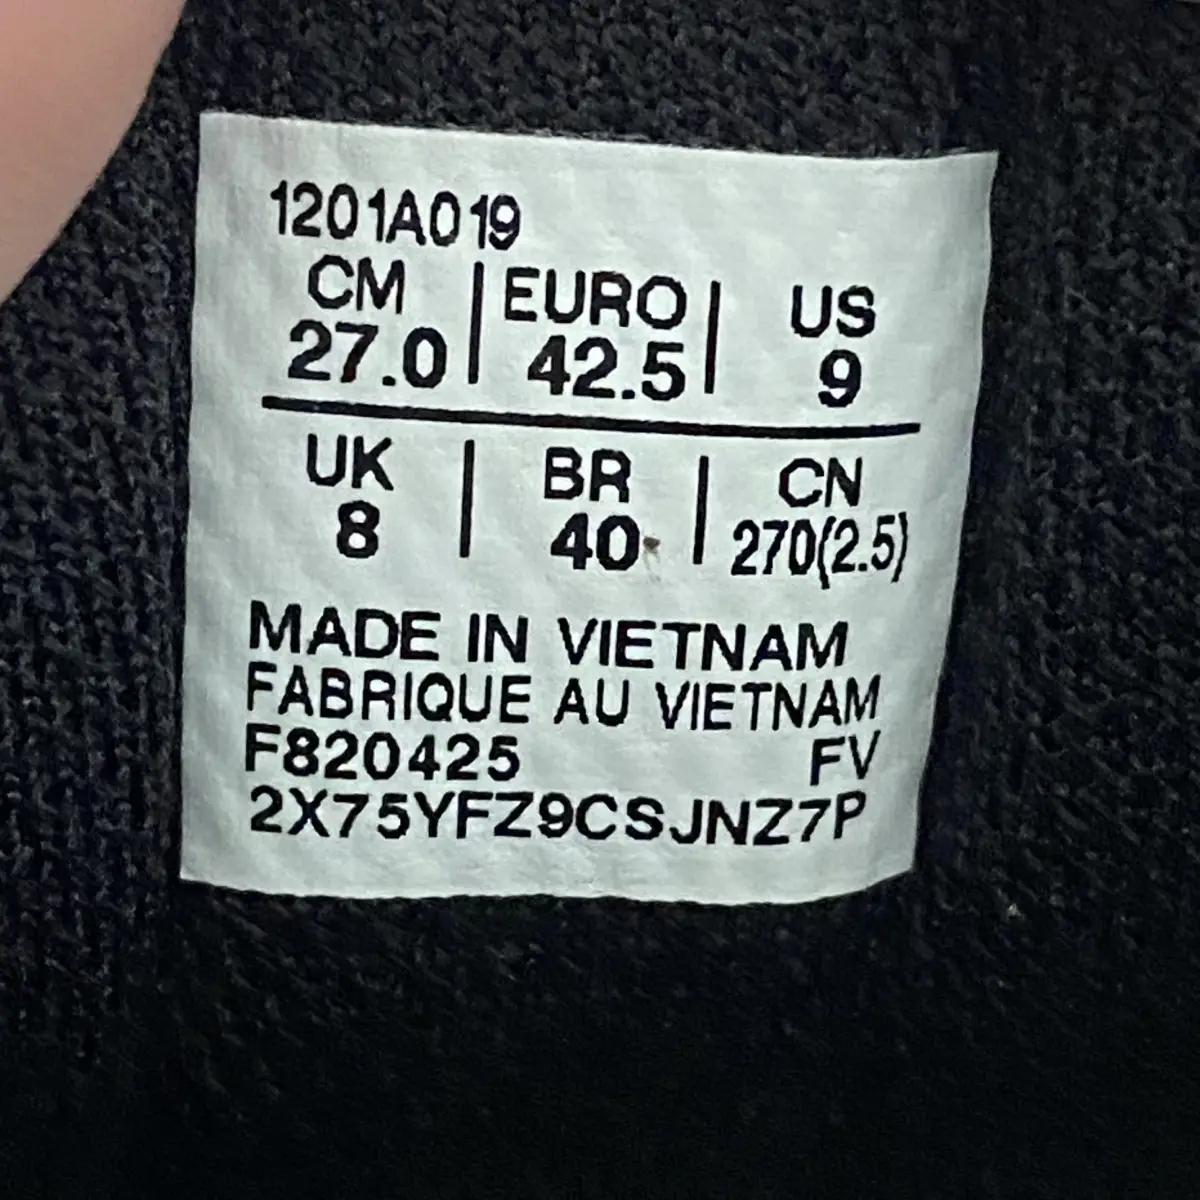 1201A019
CM | EURO | US
27.0 | 42.5 | 9
UK | BR | CN
8 | 40 | 270(2.5)
MADE IN VIETNAM
FABRIQUE AU VIETNAM
F820425 FV
2X75YFZ9CSJNZ7P